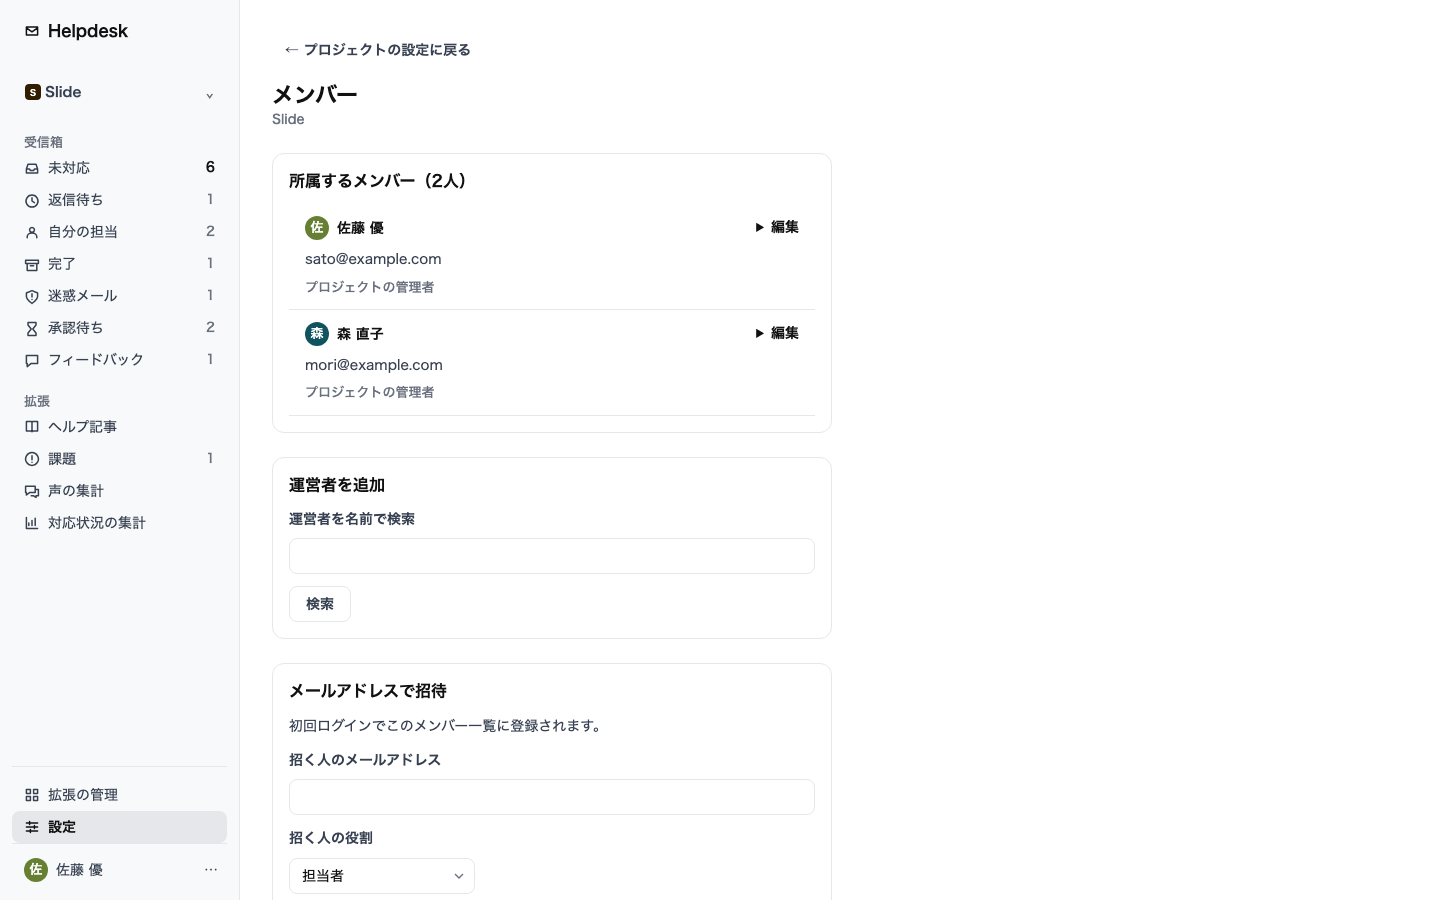 Helpdesk
S Slide
受信箱
未対応 6
返信待ち 1
自分の担当 2
完了 1
迷惑メール 1
承認待ち 2
フィードバック 1
拡張
ヘルプ記事
課題 1
声の集計
対応状況の集計
拡張の管理
設定
佐 佐藤 優 …
← プロジェクトの設定に戻る
メンバー
Slide
所属するメンバー（2人）
佐 佐藤 優 ▶ 編集
sato@example.com
プロジェクトの管理者
森 森 直子 ▶ 編集
mori@example.com
プロジェクトの管理者
運営者を追加
運営者を名前で検索
検索
メールアドレスで招待
初回ログインでこのメンバー一覧に登録されます。
招く人のメールアドレス
招く人の役割
担当者